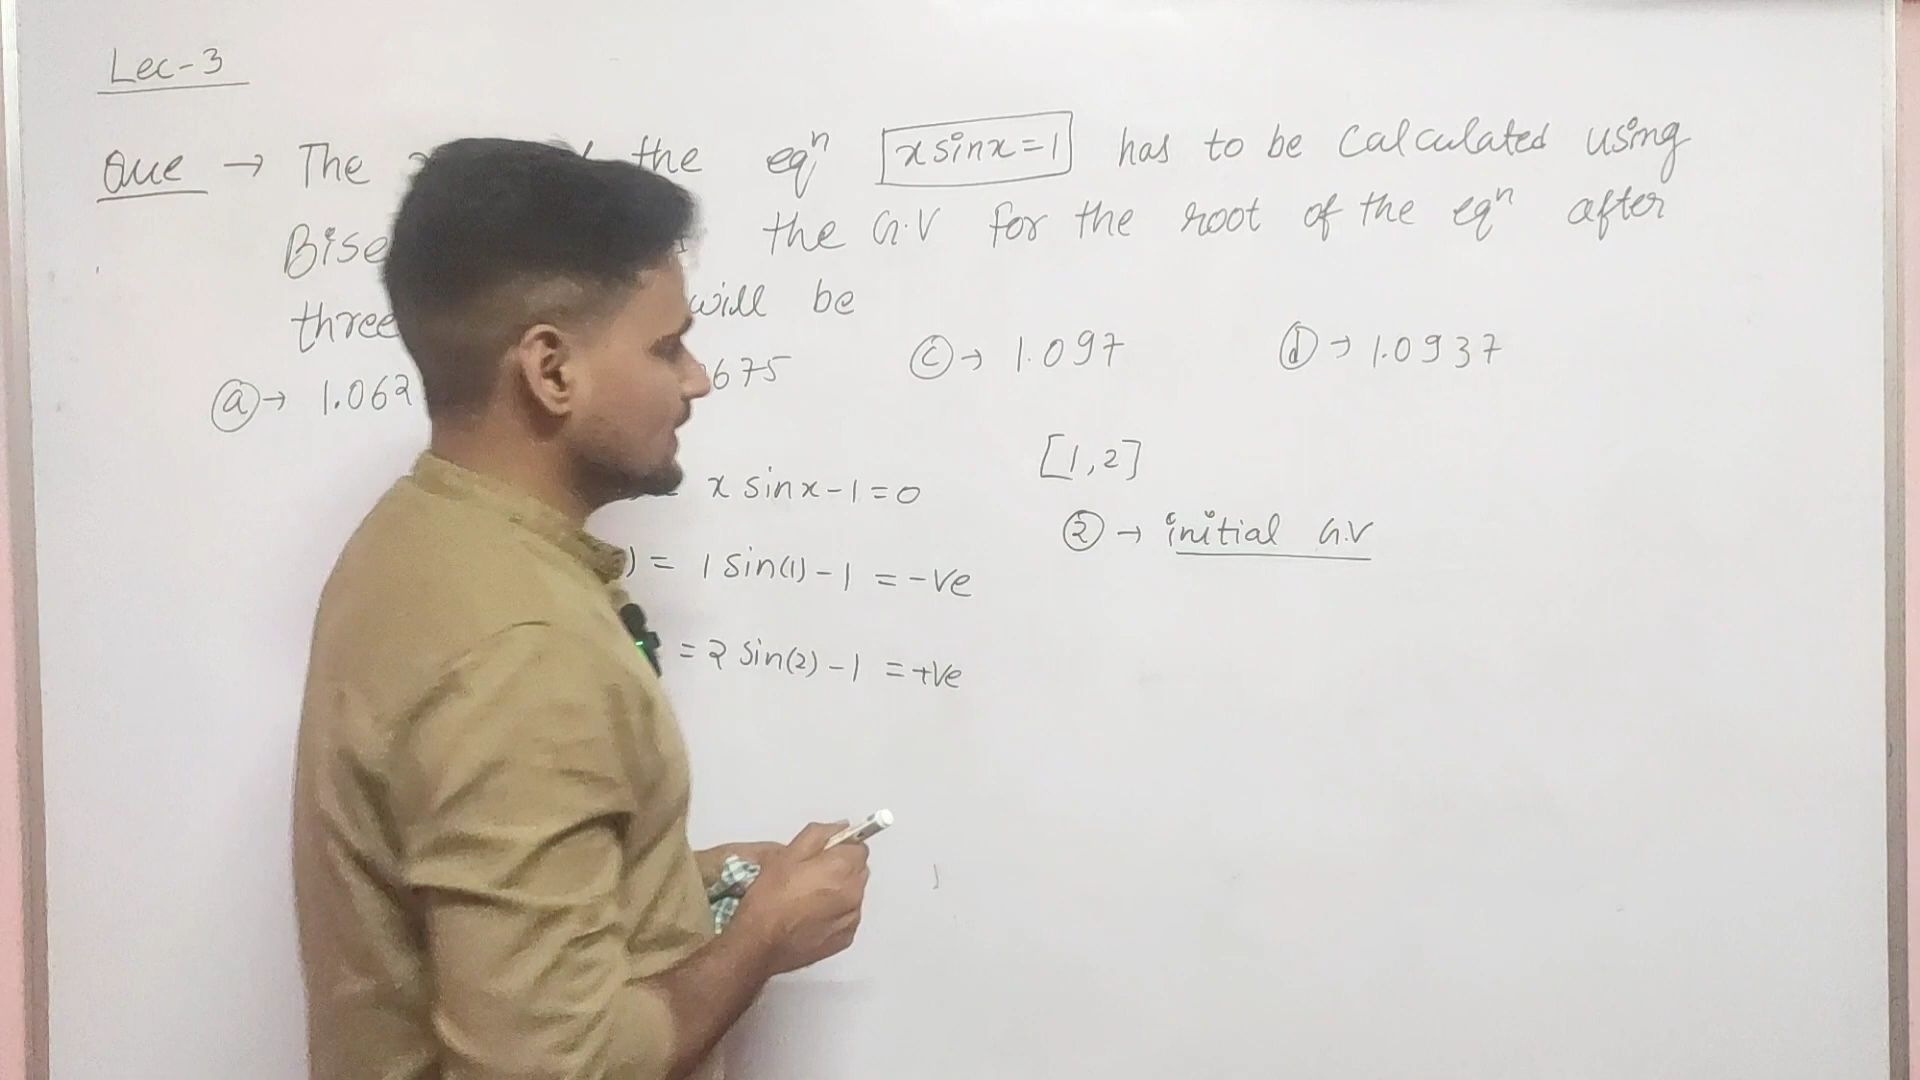 Lec-3
Que → The the eqⁿ x sinx=1 has to be calculated using
the G.V for the root of the eqⁿ after
three will be
ⓐ→ 1.062 675 ⓒ→ 1.097 ⓓ→ 1.0937
[1,2]
x sinx-1=0
②→ initial G.V
) = 1 sin(1)-1 = -ve
= 2 sin(2)-1 = +ve